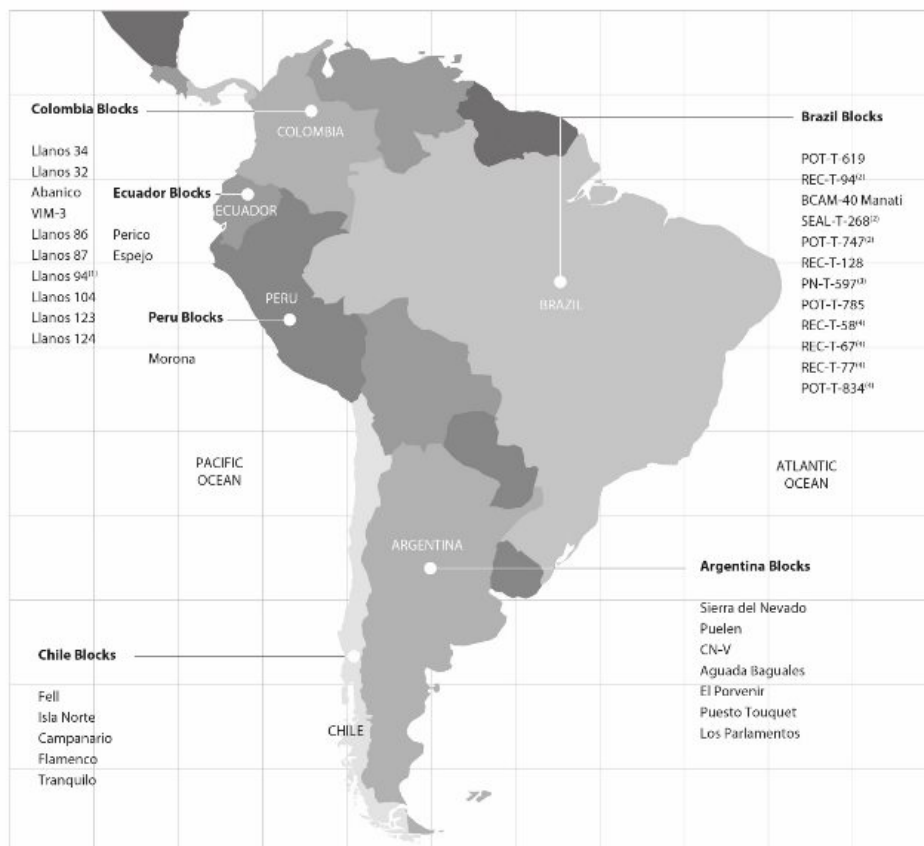 Colombia Blocks
Llanos 34
Llanos 32
Abanico
VIM-3
Llanos 86
Llanos 87
Llanos 94(1)
Llanos 104
Llanos 123
Llanos 124
COLOMBIA
Ecuador Blocks
Perico
Espejo
ECUADOR
Peru Blocks
Morona
PERU
Brazil Blocks
POT-T-619
REC-T-94(2)
BCAM-40 Manati
SEAL-T-268(2)
POT-T-747(2)
REC-T-128
PN-T-597(3)
POT-T-785
REC-T-58(4)
REC-T-67(4)
REC-T-77(4)
POT-T-834(4)
BRAZIL
PACIFIC
OCEAN
ATLANTIC
OCEAN
ARGENTINA
Argentina Blocks
Sierra del Nevado
Puelen
CN-V
Aguada Baguales
El Porvenir
Puesto Touquet
Los Parlamentos
Chile Blocks
Fell
Isla Norte
Campanario
Flamenco
Tranquilo
CHILE